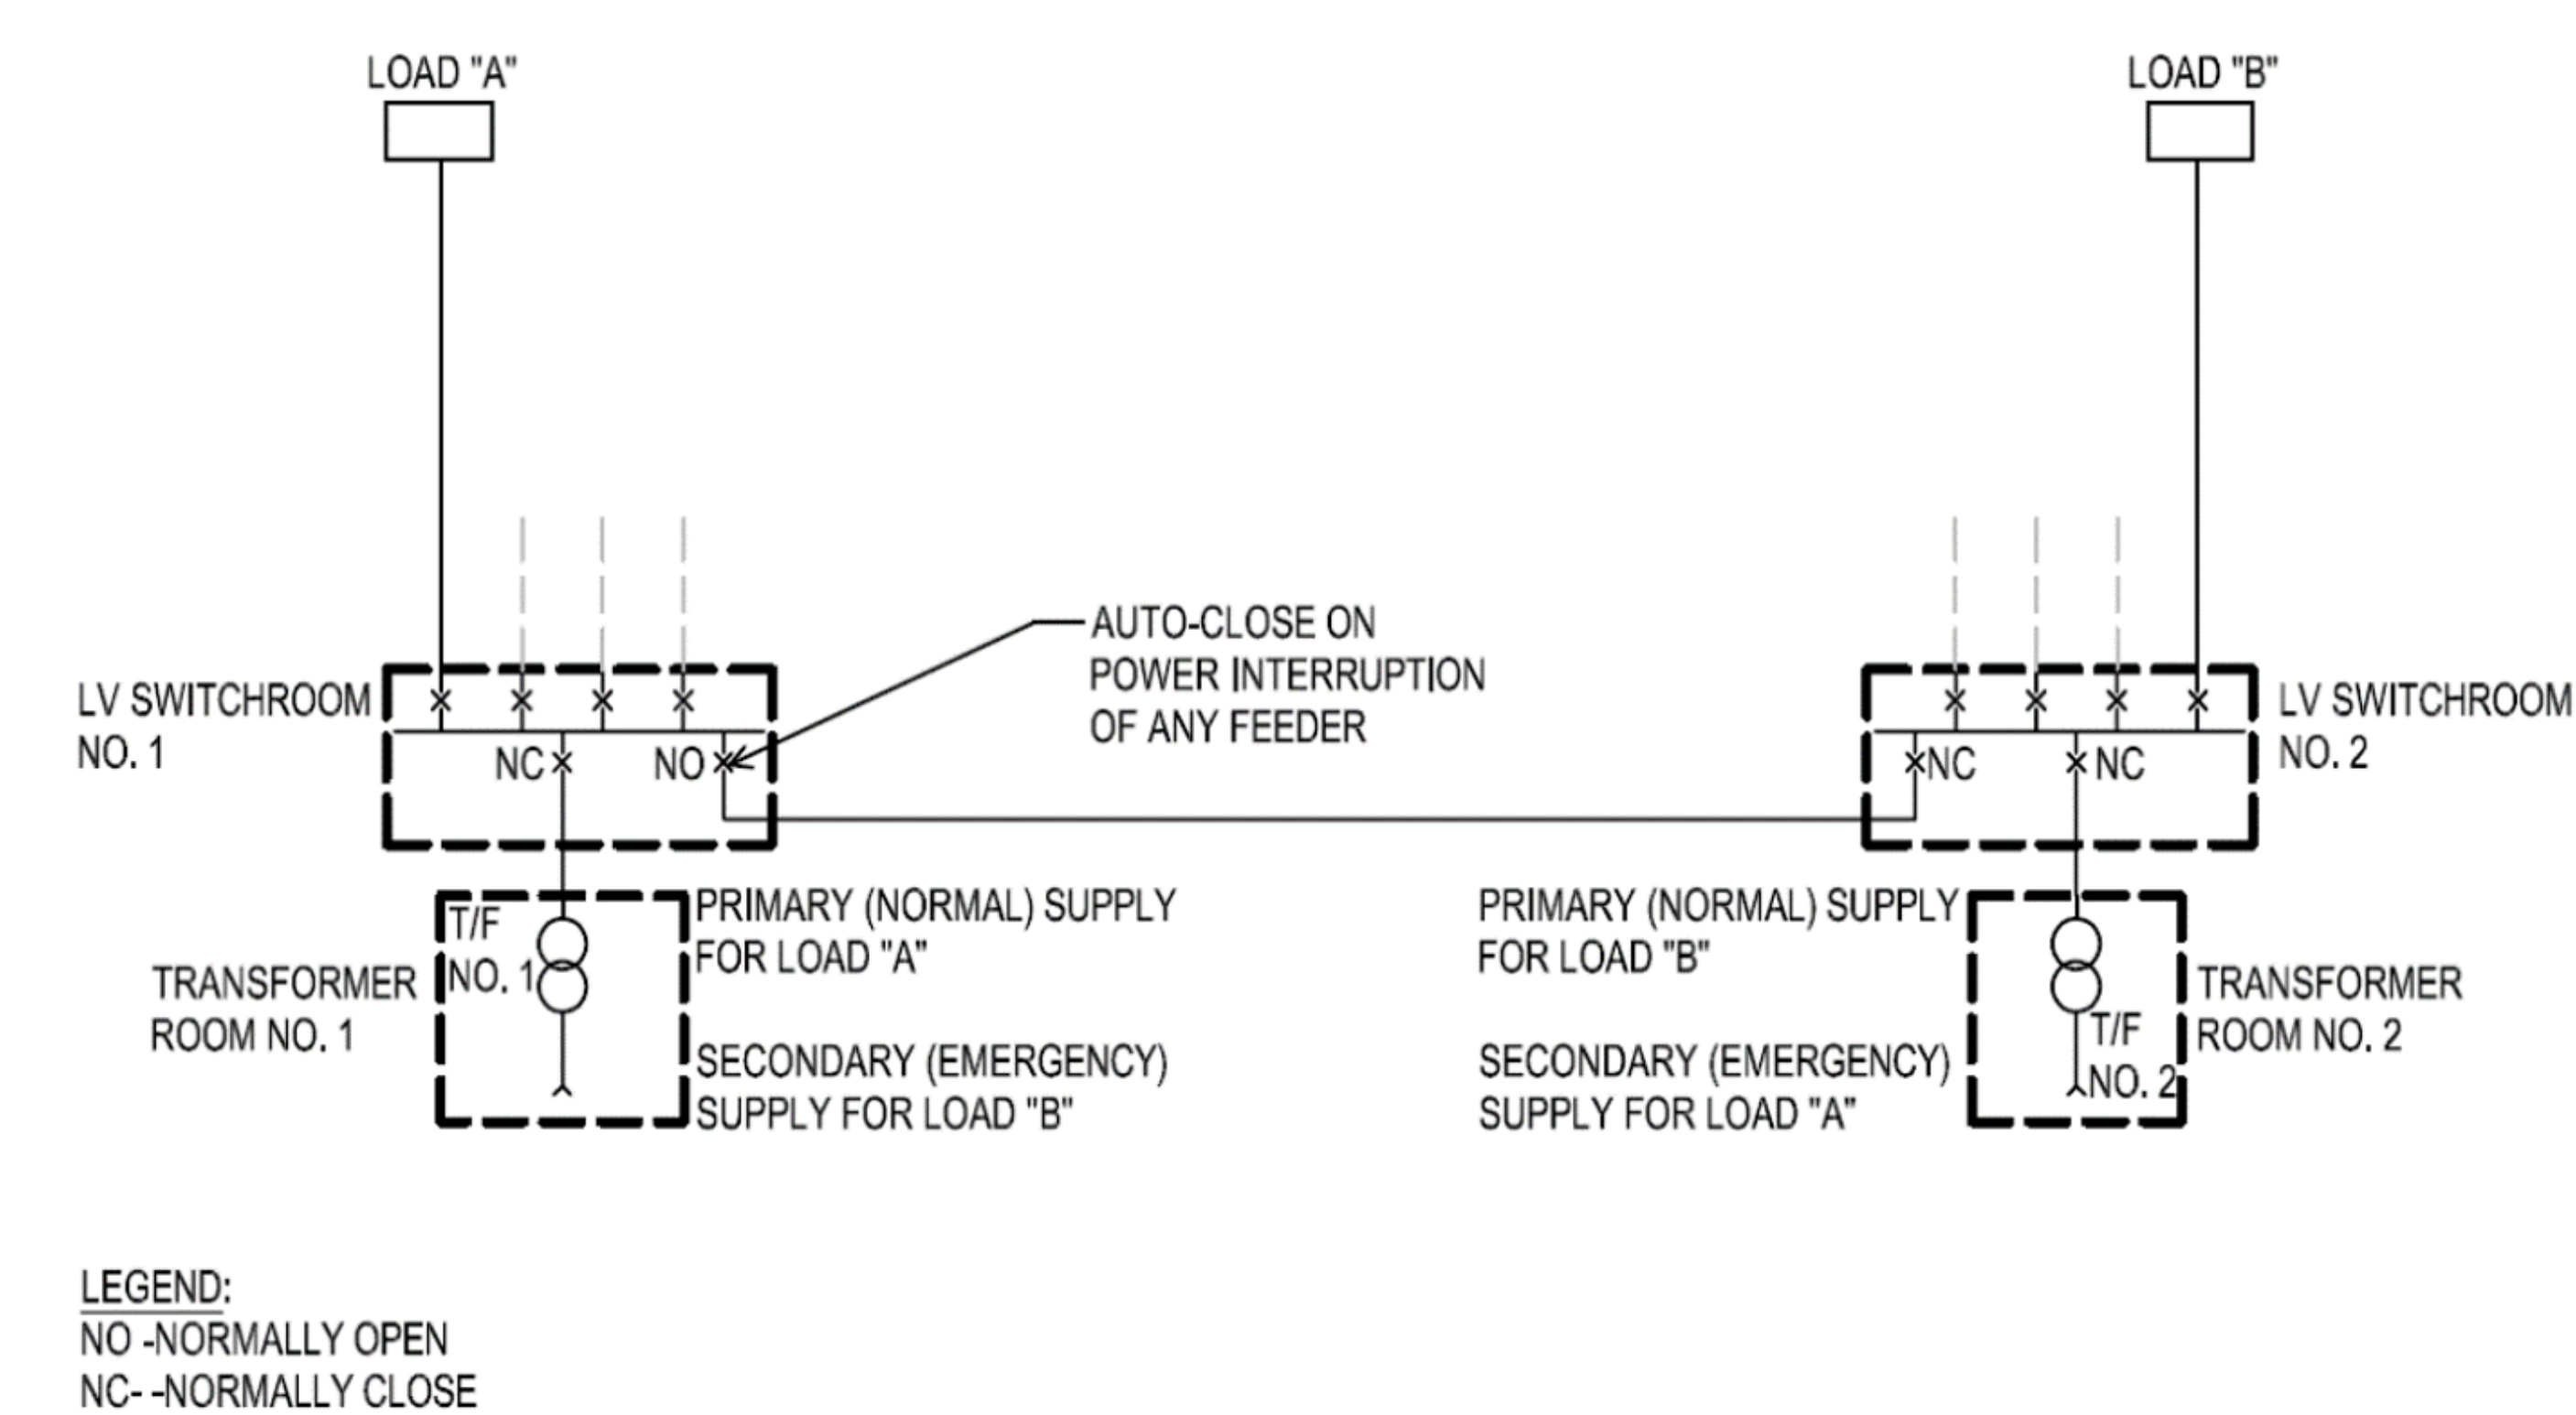 LOAD "A"
LOAD "B"
AUTO-CLOSE ON
POWER INTERRUPTION
OF ANY FEEDER
LV SWITCHROOM
NO. 1
NC
NO
NC
NC
LV SWITCHROOM
NO. 2
T/F
NO. 1
TRANSFORMER
ROOM NO. 1
PRIMARY (NORMAL) SUPPLY
FOR LOAD "A"
SECONDARY (EMERGENCY)
SUPPLY FOR LOAD "B"
PRIMARY (NORMAL) SUPPLY
FOR LOAD "B"
SECONDARY (EMERGENCY)
SUPPLY FOR LOAD "A"
T/F
NO. 2
TRANSFORMER
ROOM NO. 2
LEGEND:
NO -NORMALLY OPEN
NC- -NORMALLY CLOSE